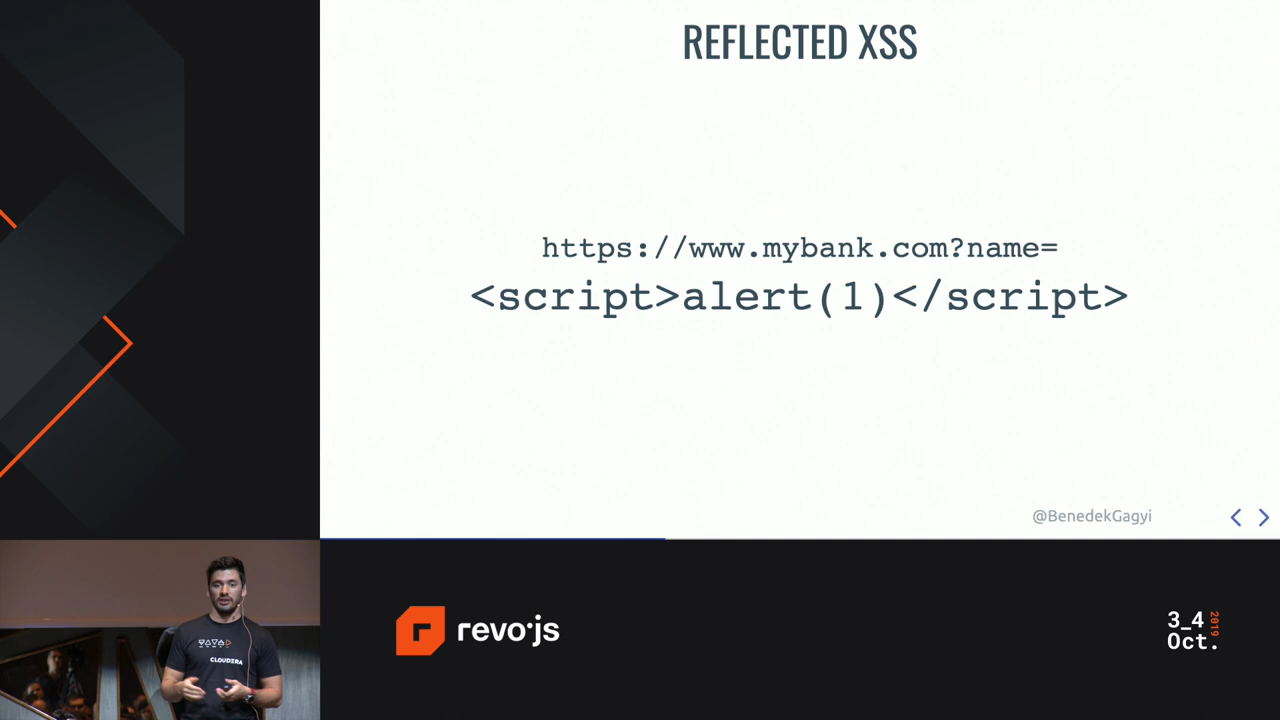 REFLECTED XSS
https://www.mybank.com?name=
<script>alert(1)</script>
@BenedekGagyi
CLOUDERA
r revo·js
3_4
Oct.
2019